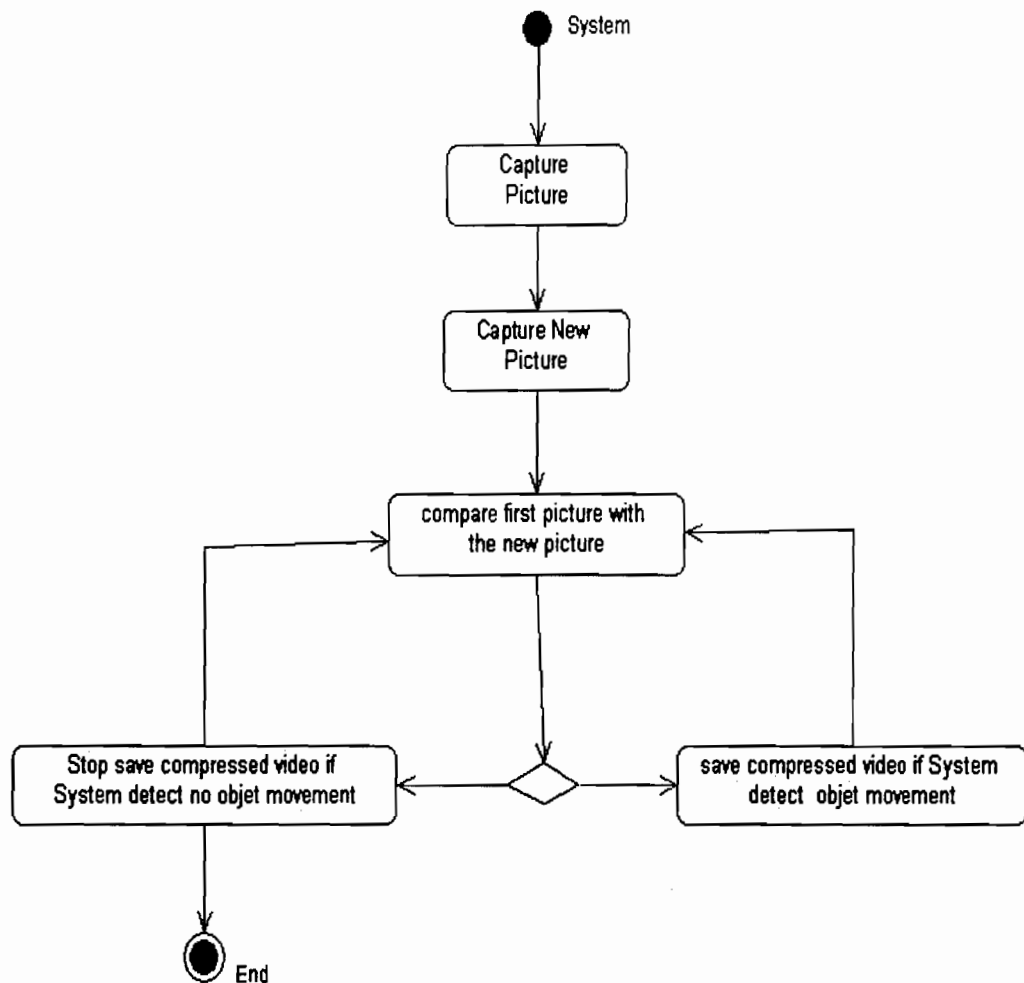 System
Capture
Picture
Capture New
Picture
compare first picture with
the new picture
Stop save compressed video if
System detect no objet movement
save compressed video if System
detect objet movement
End